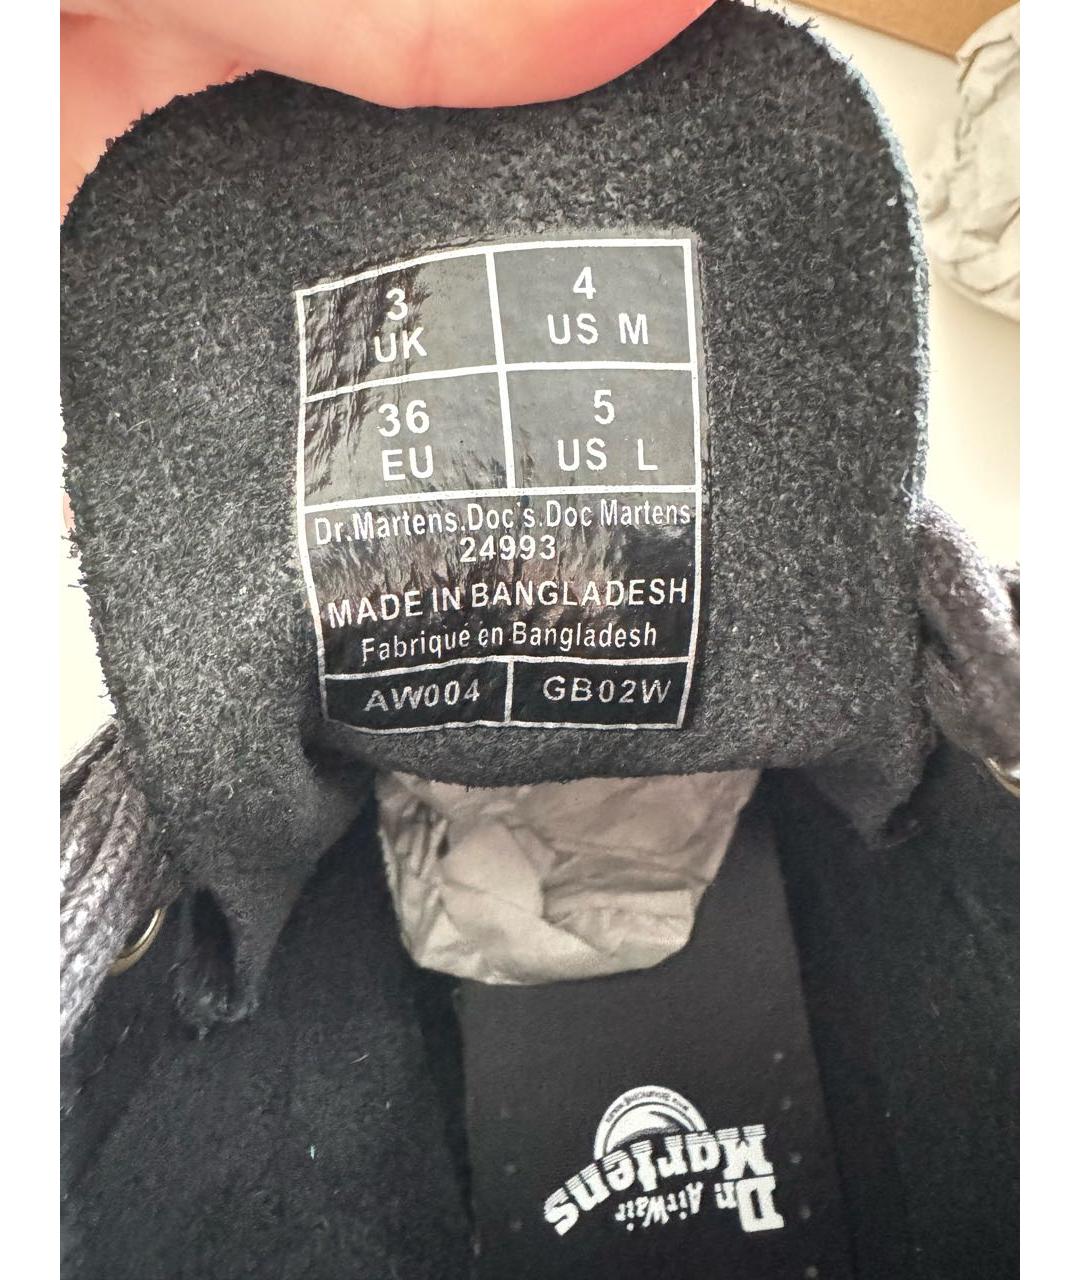 3 4
UK US M
36 5
EU US L
Dr.Martens.Doc's.Doc Martens
24993
MADE IN BANGLADESH
Fabriqué en Bangladesh
AW004 GB02W
Dr.
AirWair
Martens